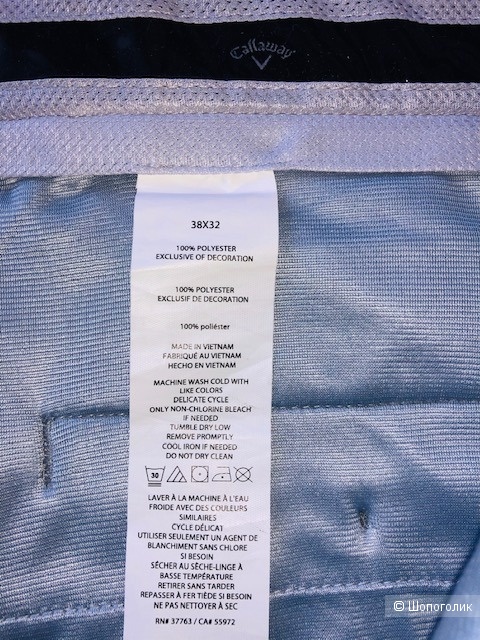 Callaway
38X32
100% POLYESTER
EXCLUSIVE OF DECORATION
100% POLYESTER
EXCLUSIF DE DECORATION
100% poliéster
MADE IN VIETNAM
FABRIQUÉ AU VIETNAM
HECHO EN VIETNAM
MACHINE WASH COLD WITH
LIKE COLORS
DELICATE CYCLE
ONLY NON-CHLORINE BLEACH
IF NEEDED
TUMBLE DRY LOW
REMOVE PROMPTLY
COOL IRON IF NEEDED
DO NOT DRY CLEAN
30
LAVER À LA MACHINE À L'EAU
FROIDE AVEC DES COULEURS
SIMILAIRES
CYCLE DÉLICAT
UTILISER SEULEMENT UN AGENT DE
BLANCHIMENT SANS CHLORE
SI BESOIN
SÉCHER AU SÈCHE-LINGE À
BASSE TEMPÉRATURE
RETIRER SANS TARDER
REPASSER À FER TIÈDE SI BESOIN
NE PAS NETTOYER À SEC
RN# 37763 / CA# 55972
© Шопоголик